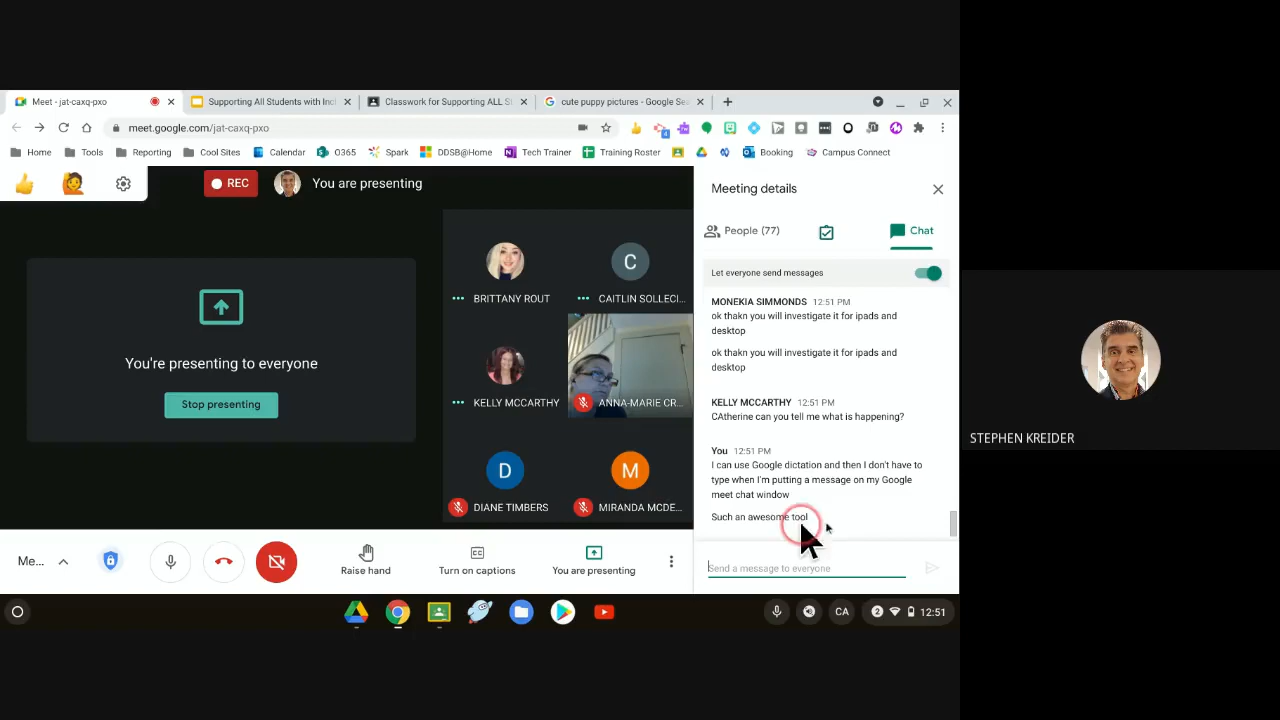 Meet - jat-caxq-pxo
Supporting All Students with Incl
Classwork for Supporting ALL St
cute puppy pictures - Google Sea
meet.google.com/jat-caxq-pxo
4
Home
Tools
Reporting
Cool Sites
Calendar
O365
Spark
DDSB@Home
Tech Trainer
Training Roster
Booking
Campus Connect
REC
You are presenting
You're presenting to everyone
Stop presenting
BRITTANY ROUT
C
CAITLIN SOLLECI...
KELLY MCCARTHY
ANNA-MARIE CR...
D
DIANE TIMBERS
M
MIRANDA MCDE...
Meeting details
People (77)
Chat
Let everyone send messages
MONEKIA SIMMONDS 12:51 PM
ok thakn you will investigate it for ipads and
desktop
ok thakn you will investigate it for ipads and
desktop
KELLY MCCARTHY 12:51 PM
CAtherine can you tell me what is happening?
You 12:51 PM
I can use Google dictation and then I don't have to
type when I'm putting a message on my Google
meet chat window
Such an awesome tool
Send a message to everyone
Me...
Raise hand
CC
Turn on captions
You are presenting
CA
2
12:51
STEPHEN KREIDER